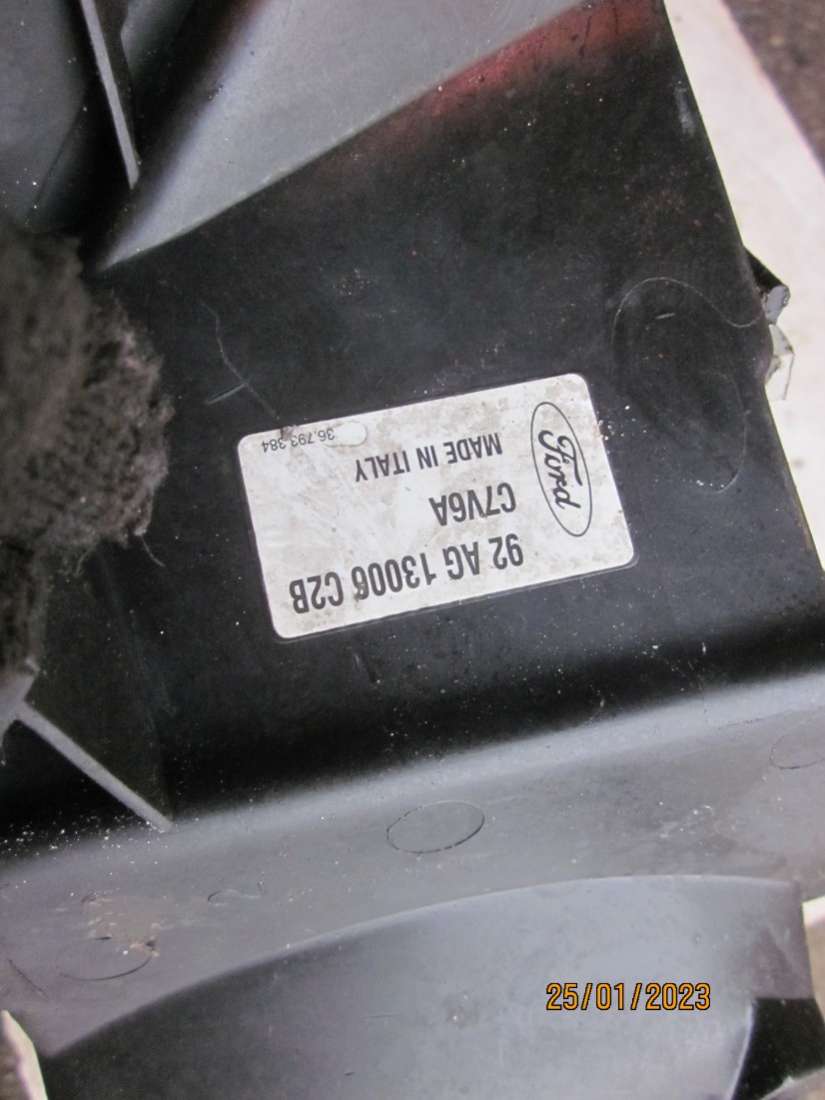 Ford
36.793.384
MADE IN ITALY
C7V6A
92 AG 13006 C2B
25/01/2023